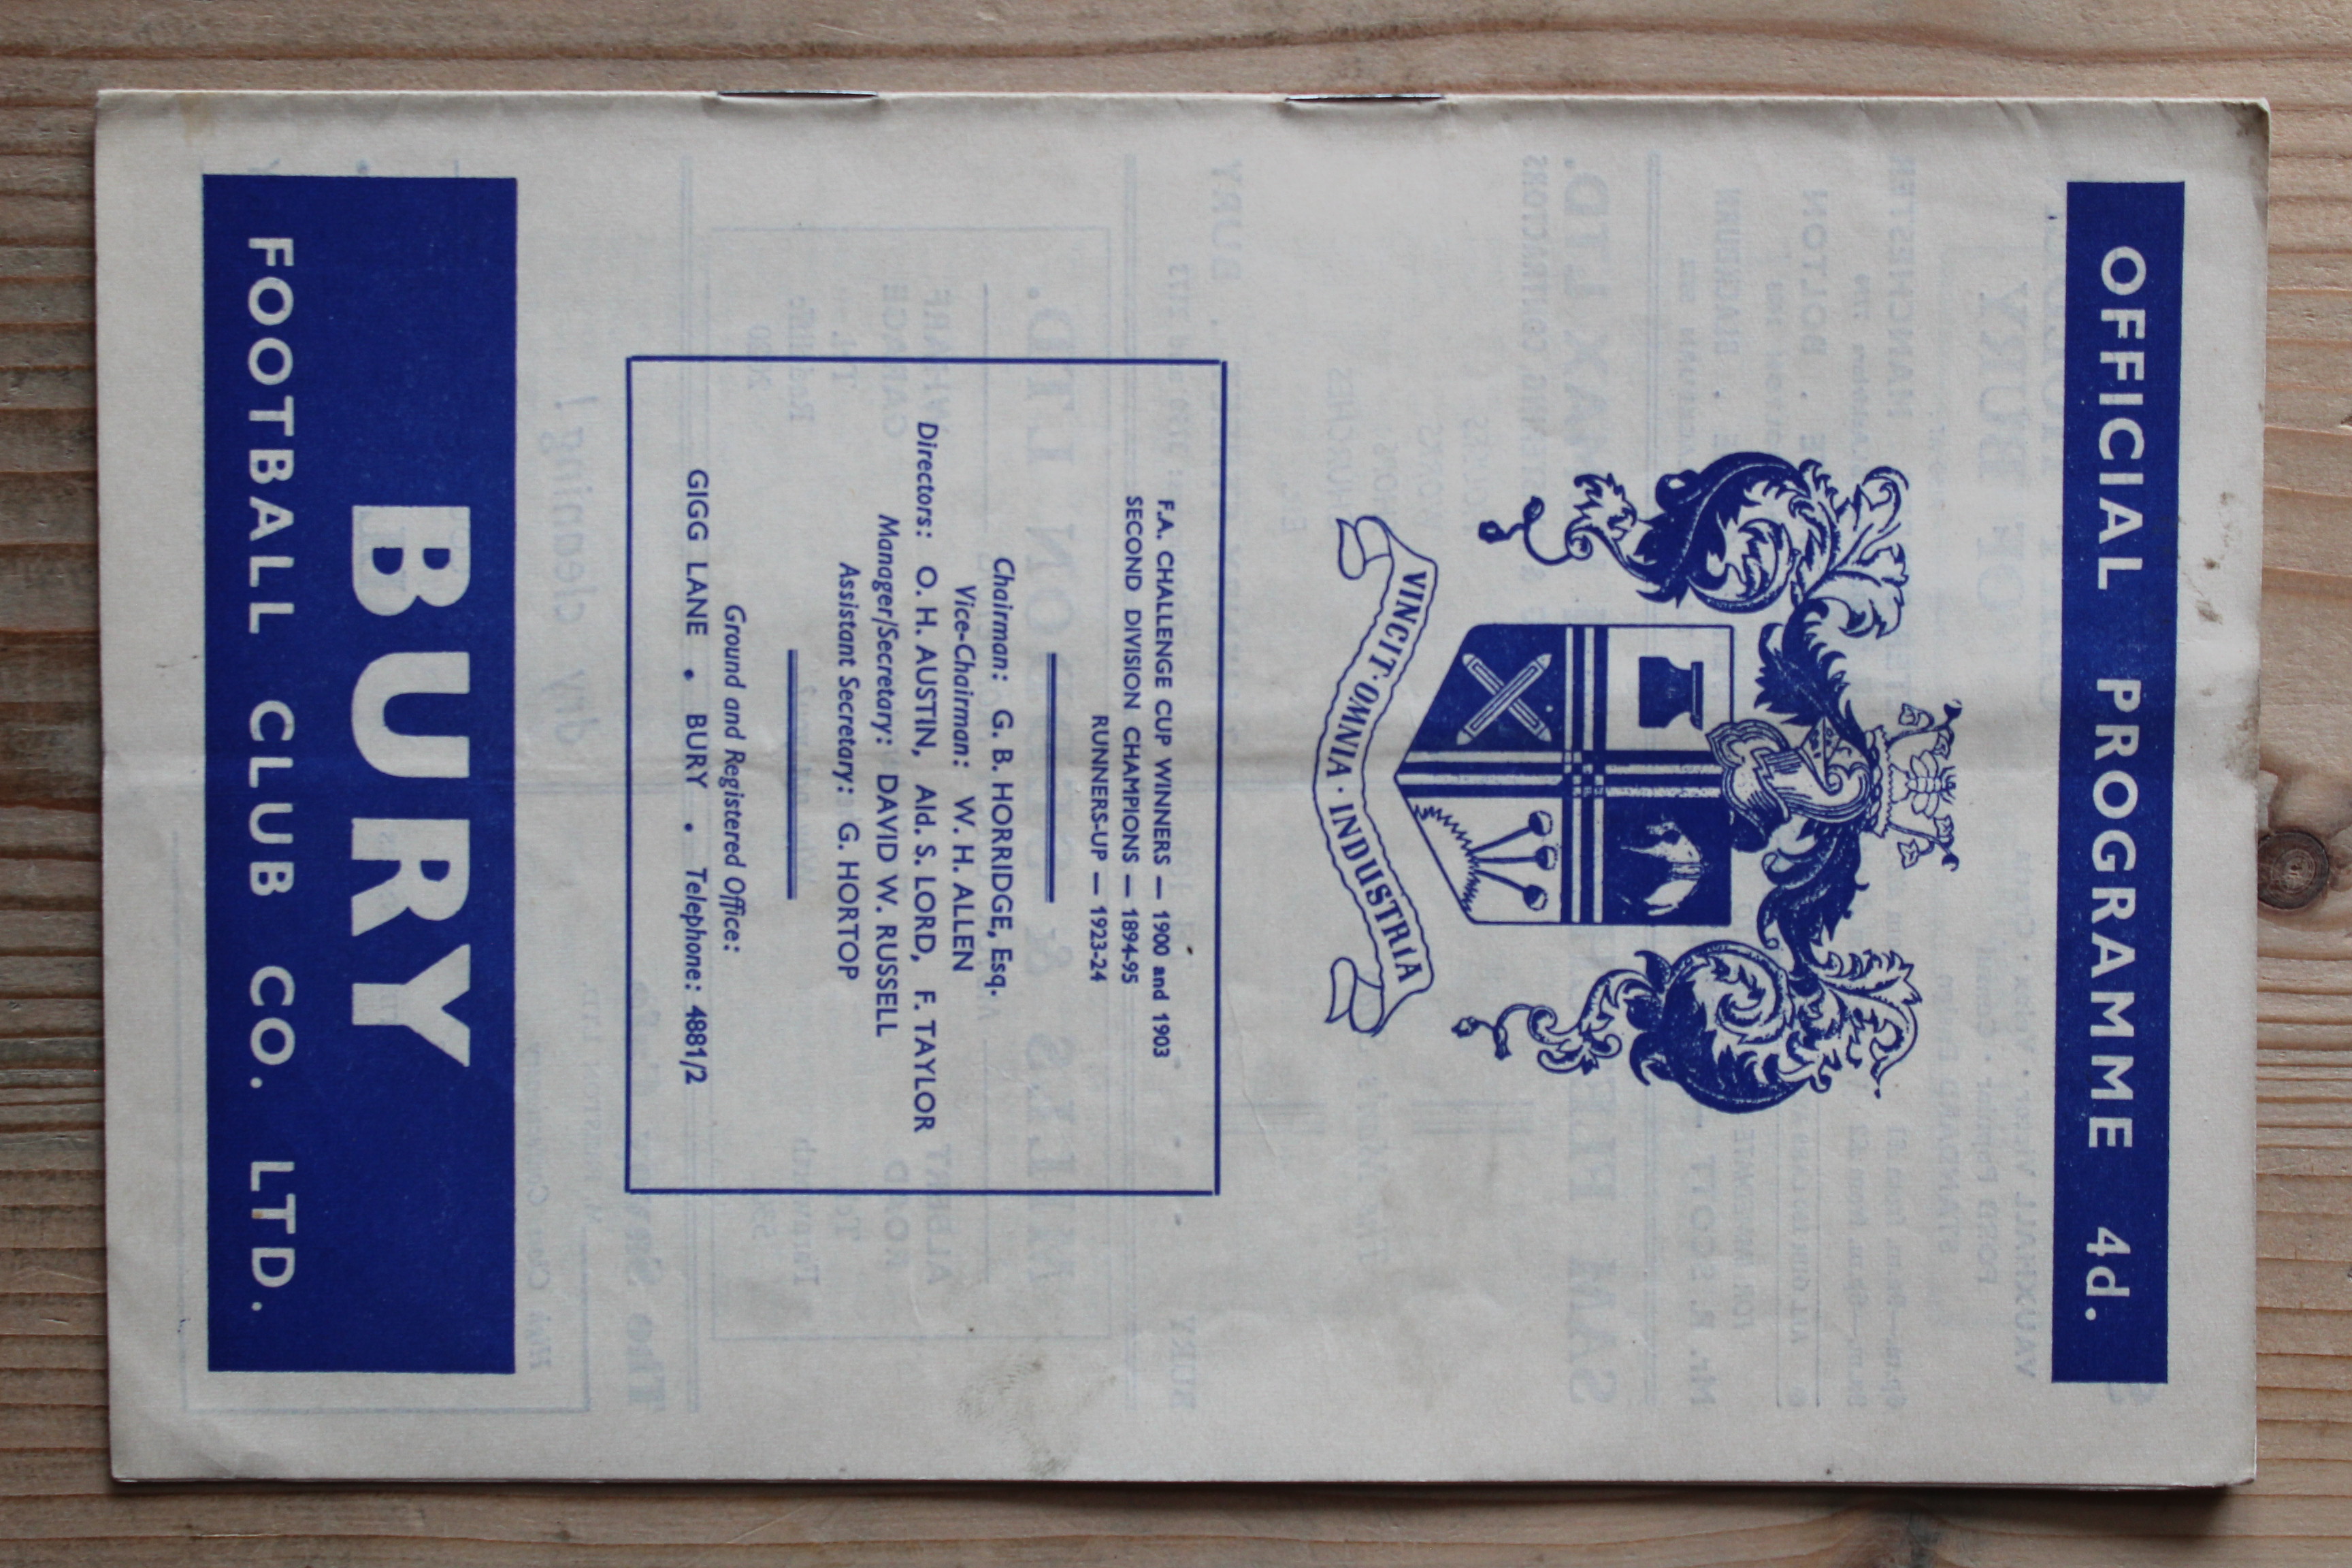 OFFICIAL PROGRAMME 4d.
VINCIT · OMNIA · INDUSTRIA
F.A. CHALLENGE CUP WINNERS — 1900 and 1903
SECOND DIVISION CHAMPIONS — 1894-95
RUNNERS-UP — 1923-24
Chairman: G. B. HORRIDGE, Esq.
Vice-Chairman: W. H. ALLEN
Directors: O. H. AUSTIN, Ald. S. LORD, F. TAYLOR
Manager/Secretary: DAVID W. RUSSELL
Assistant Secretary: G. HORTOP
Ground and Registered Office:
GIGG LANE . BURY . Telephone: 4881/2
BURY
FOOTBALL CLUB CO. LTD.